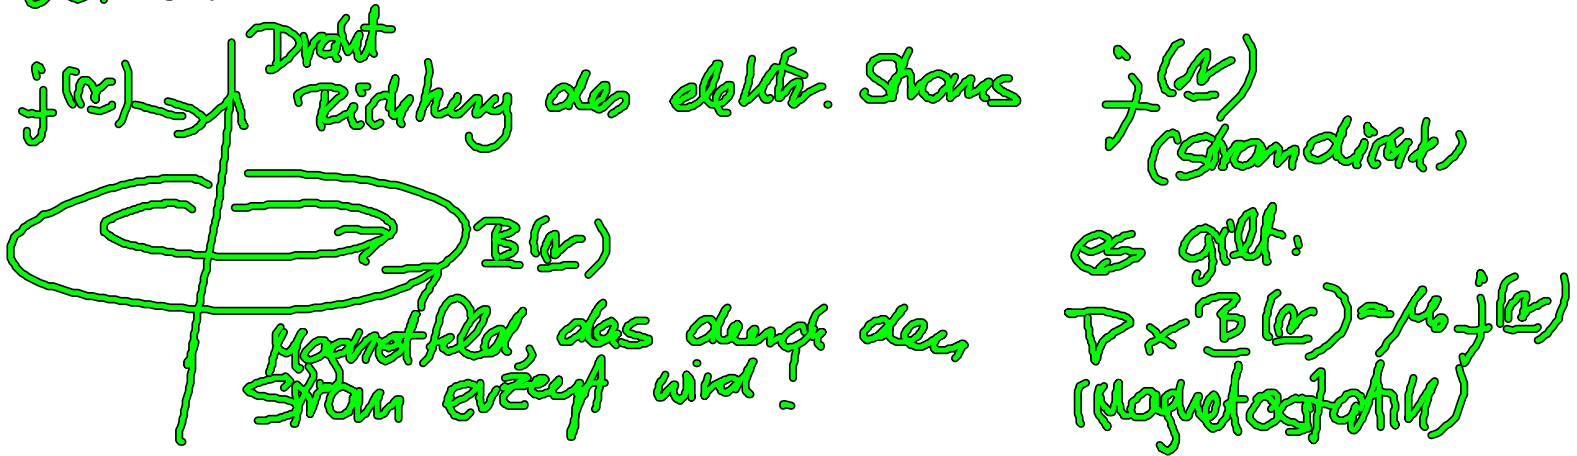 Draht
j(r) Richtung des elektr. Stroms j(r)
(Stromdichte)
B(r) es gilt:
Magnetfeld, das durch den ∇ × B(r) = μ₀ j(r)
Strom erzeugt wird! (Magnetostatik)